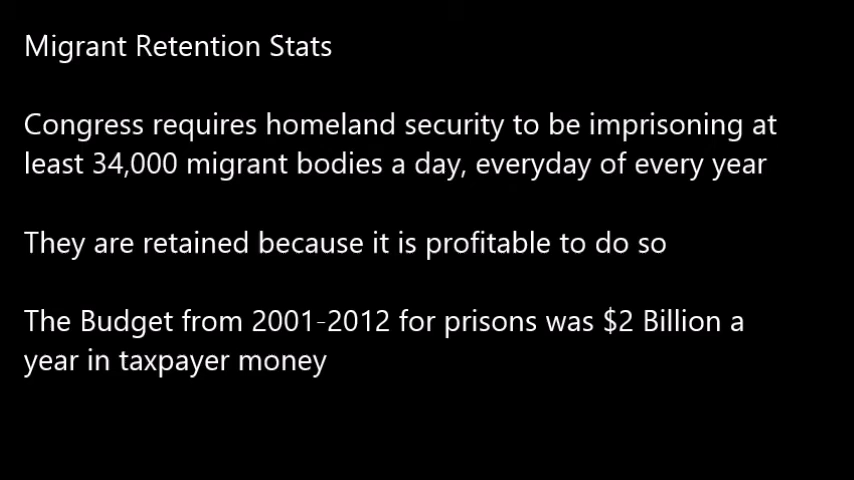 Migrant Retention Stats
Congress requires homeland security to be imprisoning at
least 34,000 migrant bodies a day, everyday of every year
They are retained because it is profitable to do so
The Budget from 2001-2012 for prisons was $2 Billion a
year in taxpayer money